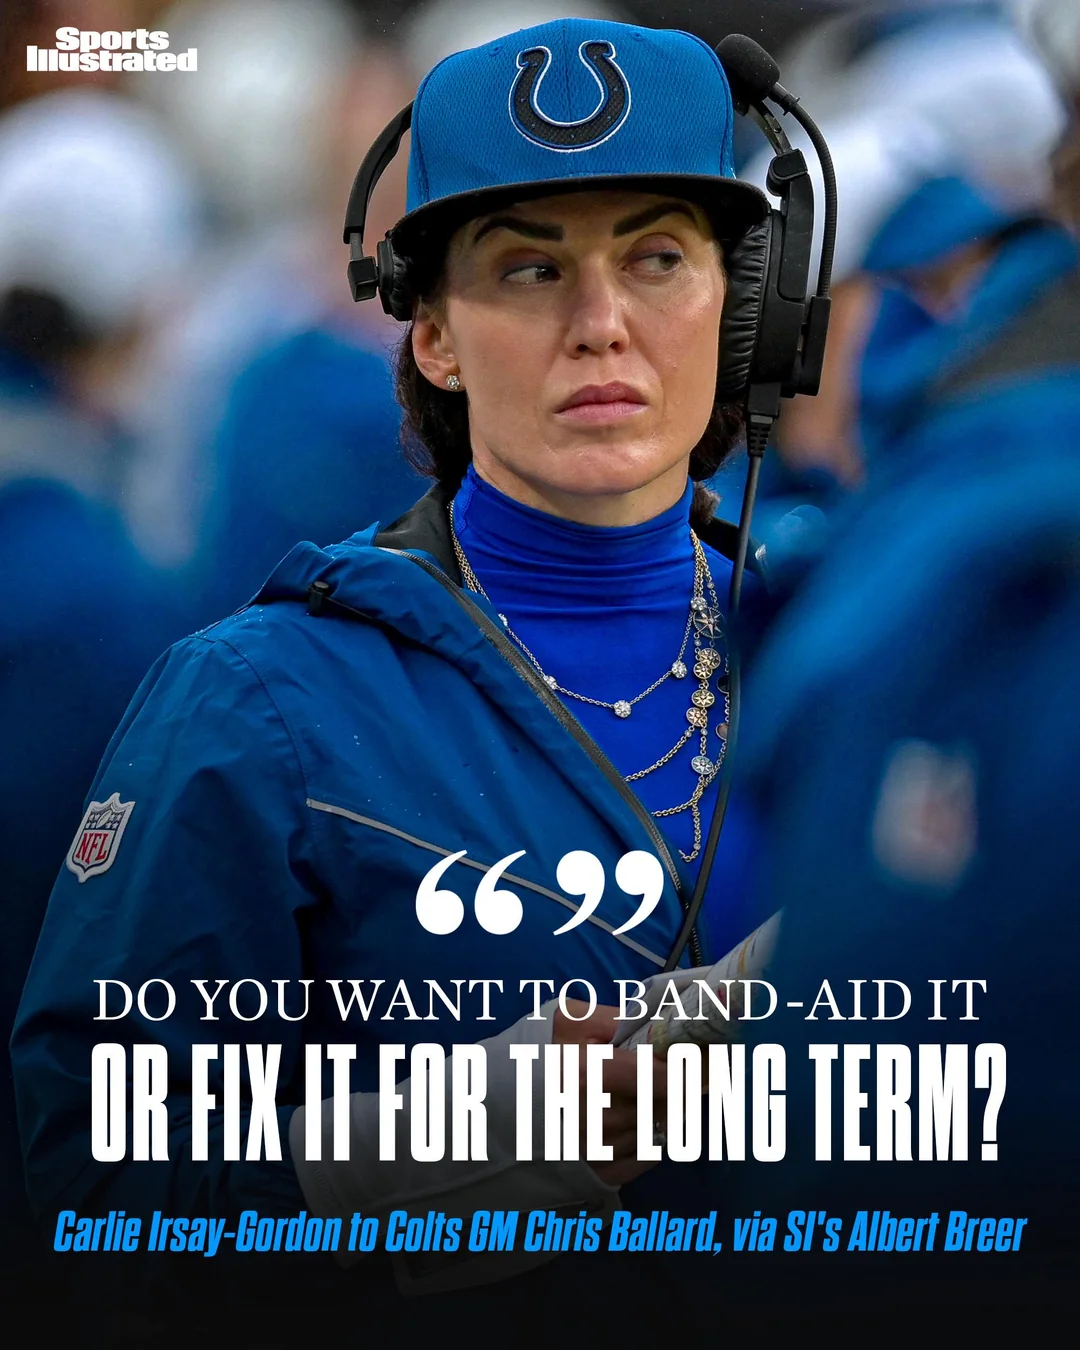 Sports
Illustrated
NFL
“”
DO YOU WANT TO BAND-AID IT
OR FIX IT FOR THE LONG TERM?
Carlie Irsay-Gordon to Colts GM Chris Ballard, via SI's Albert Breer